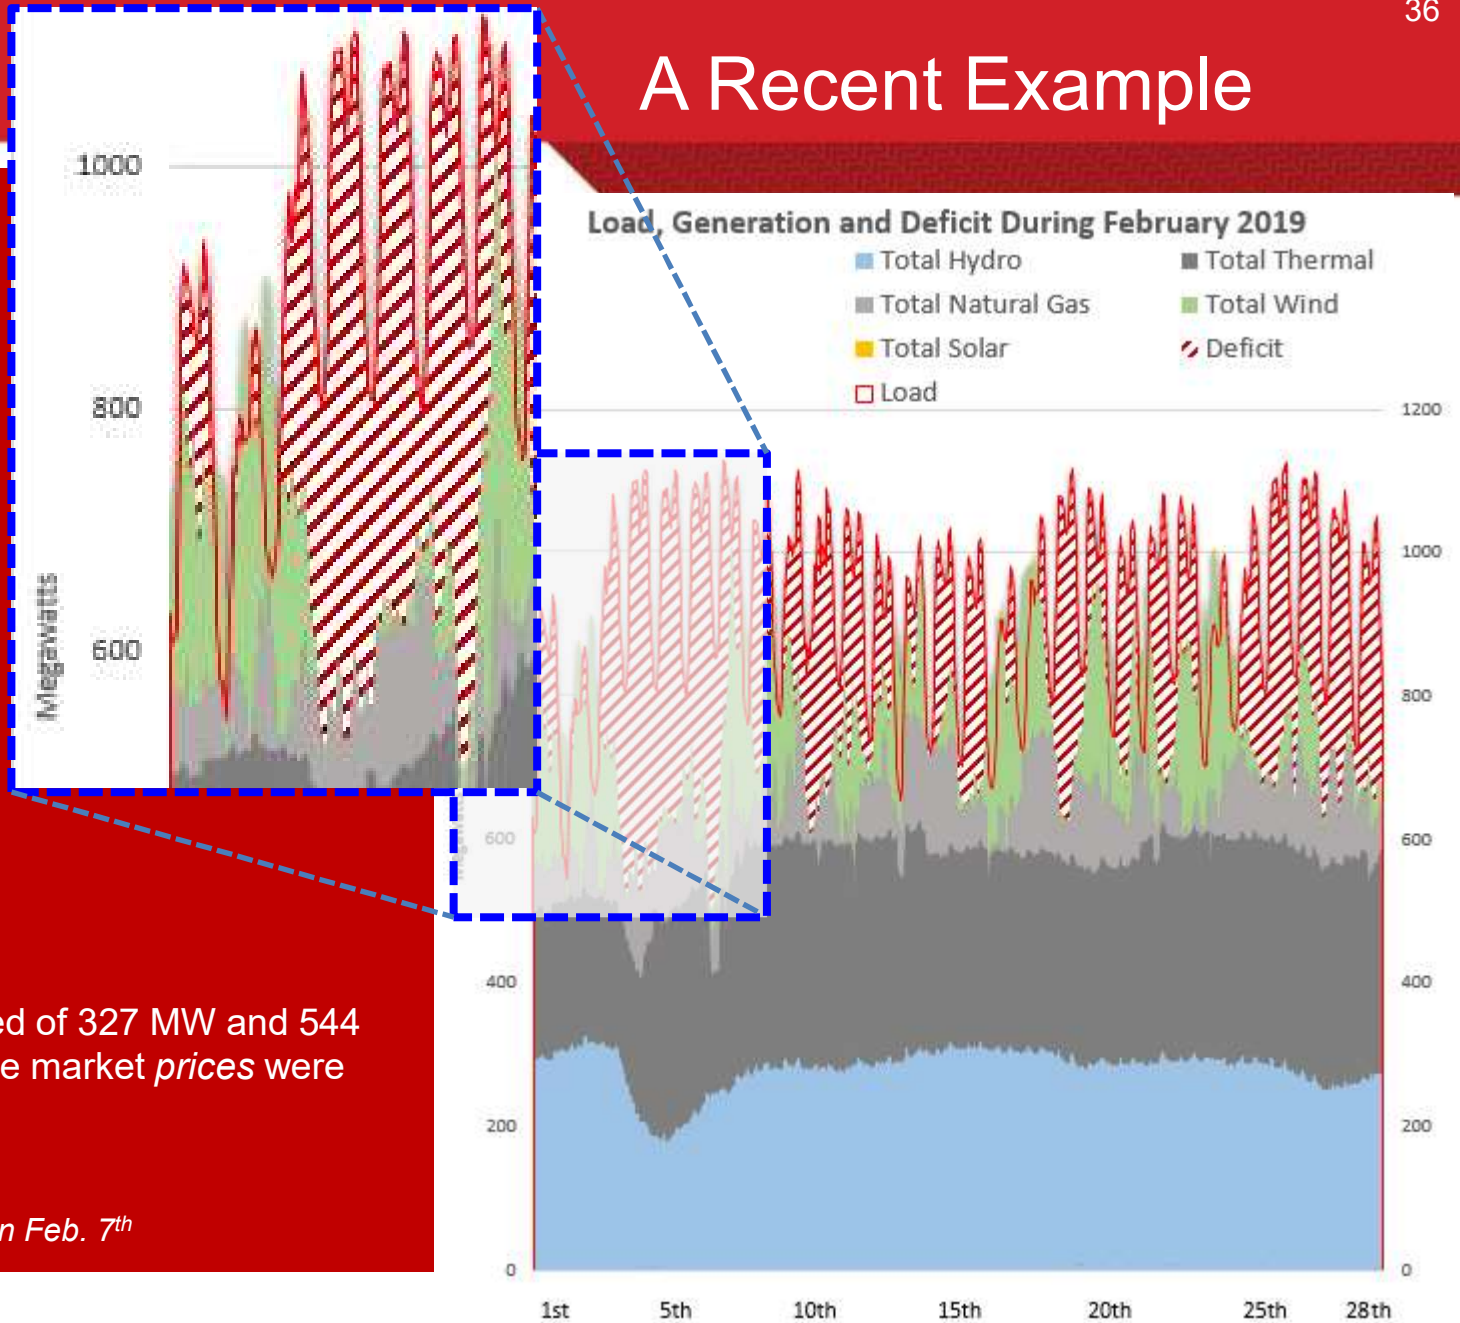 36
A Recent Example
1000
800
600
Megawatts
Load, Generation and Deficit During February 2019
Total Hydro
Total Thermal
Total Natural Gas
Total Wind
Total Solar
Deficit
Load
1200
1000
800
600
400
200
0
600
400
200
0
1st 5th 10th 15th 20th 25th 28th
ed of 327 MW and 544
e market prices were
n Feb. 7th